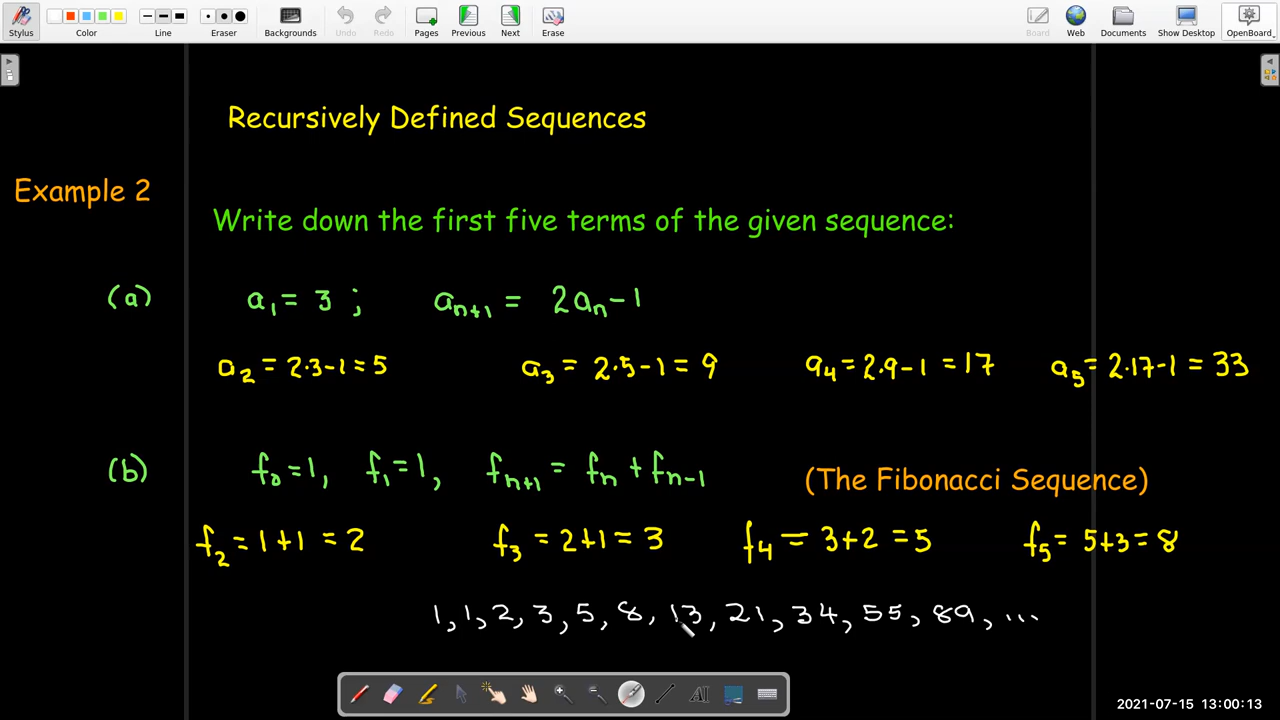 Stylus Color Line Eraser Backgrounds Undo Redo Pages Previous Next Erase Board Web Documents Show Desktop OpenBoard
Recursively Defined Sequences
Example 2
Write down the first five terms of the given sequence:
(a) a₁ = 3 ; aₙ₊₁ = 2aₙ − 1
a₂ = 2·3−1 = 5 a₃ = 2·5−1 = 9 a₄ = 2·9−1 = 17 a₅ = 2·17−1 = 33
(b) f₀ = 1, f₁ = 1, fₙ₊₁ = fₙ + fₙ₋₁ (The Fibonacci Sequence)
f₂ = 1+1 = 2 f₃ = 2+1 = 3 f₄ = 3+2 = 5 f₅ = 5+3 = 8
1, 1, 2, 3, 5, 8, 13, 21, 34, 55, 89, ...
AI
2021-07-15 13:00:13